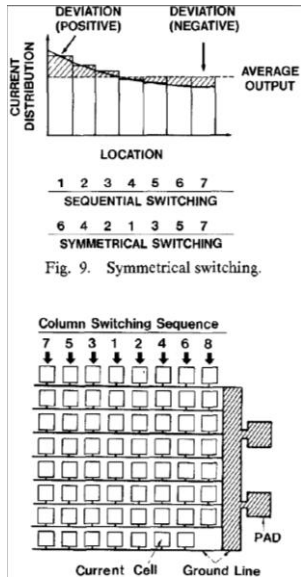 DEVIATION DEVIATION
(POSITIVE) (NEGATIVE)
CURRENT
DISTRIBUTION
AVERAGE
OUTPUT
LOCATION
1 2 3 4 5 6 7
SEQUENTIAL SWITCHING
6 4 2 1 3 5 7
SYMMETRICAL SWITCHING
Fig. 9. Symmetrical switching.
Column Switching Sequence
7 5 3 1 2 4 6 8
PAD
Current Cell Ground Line